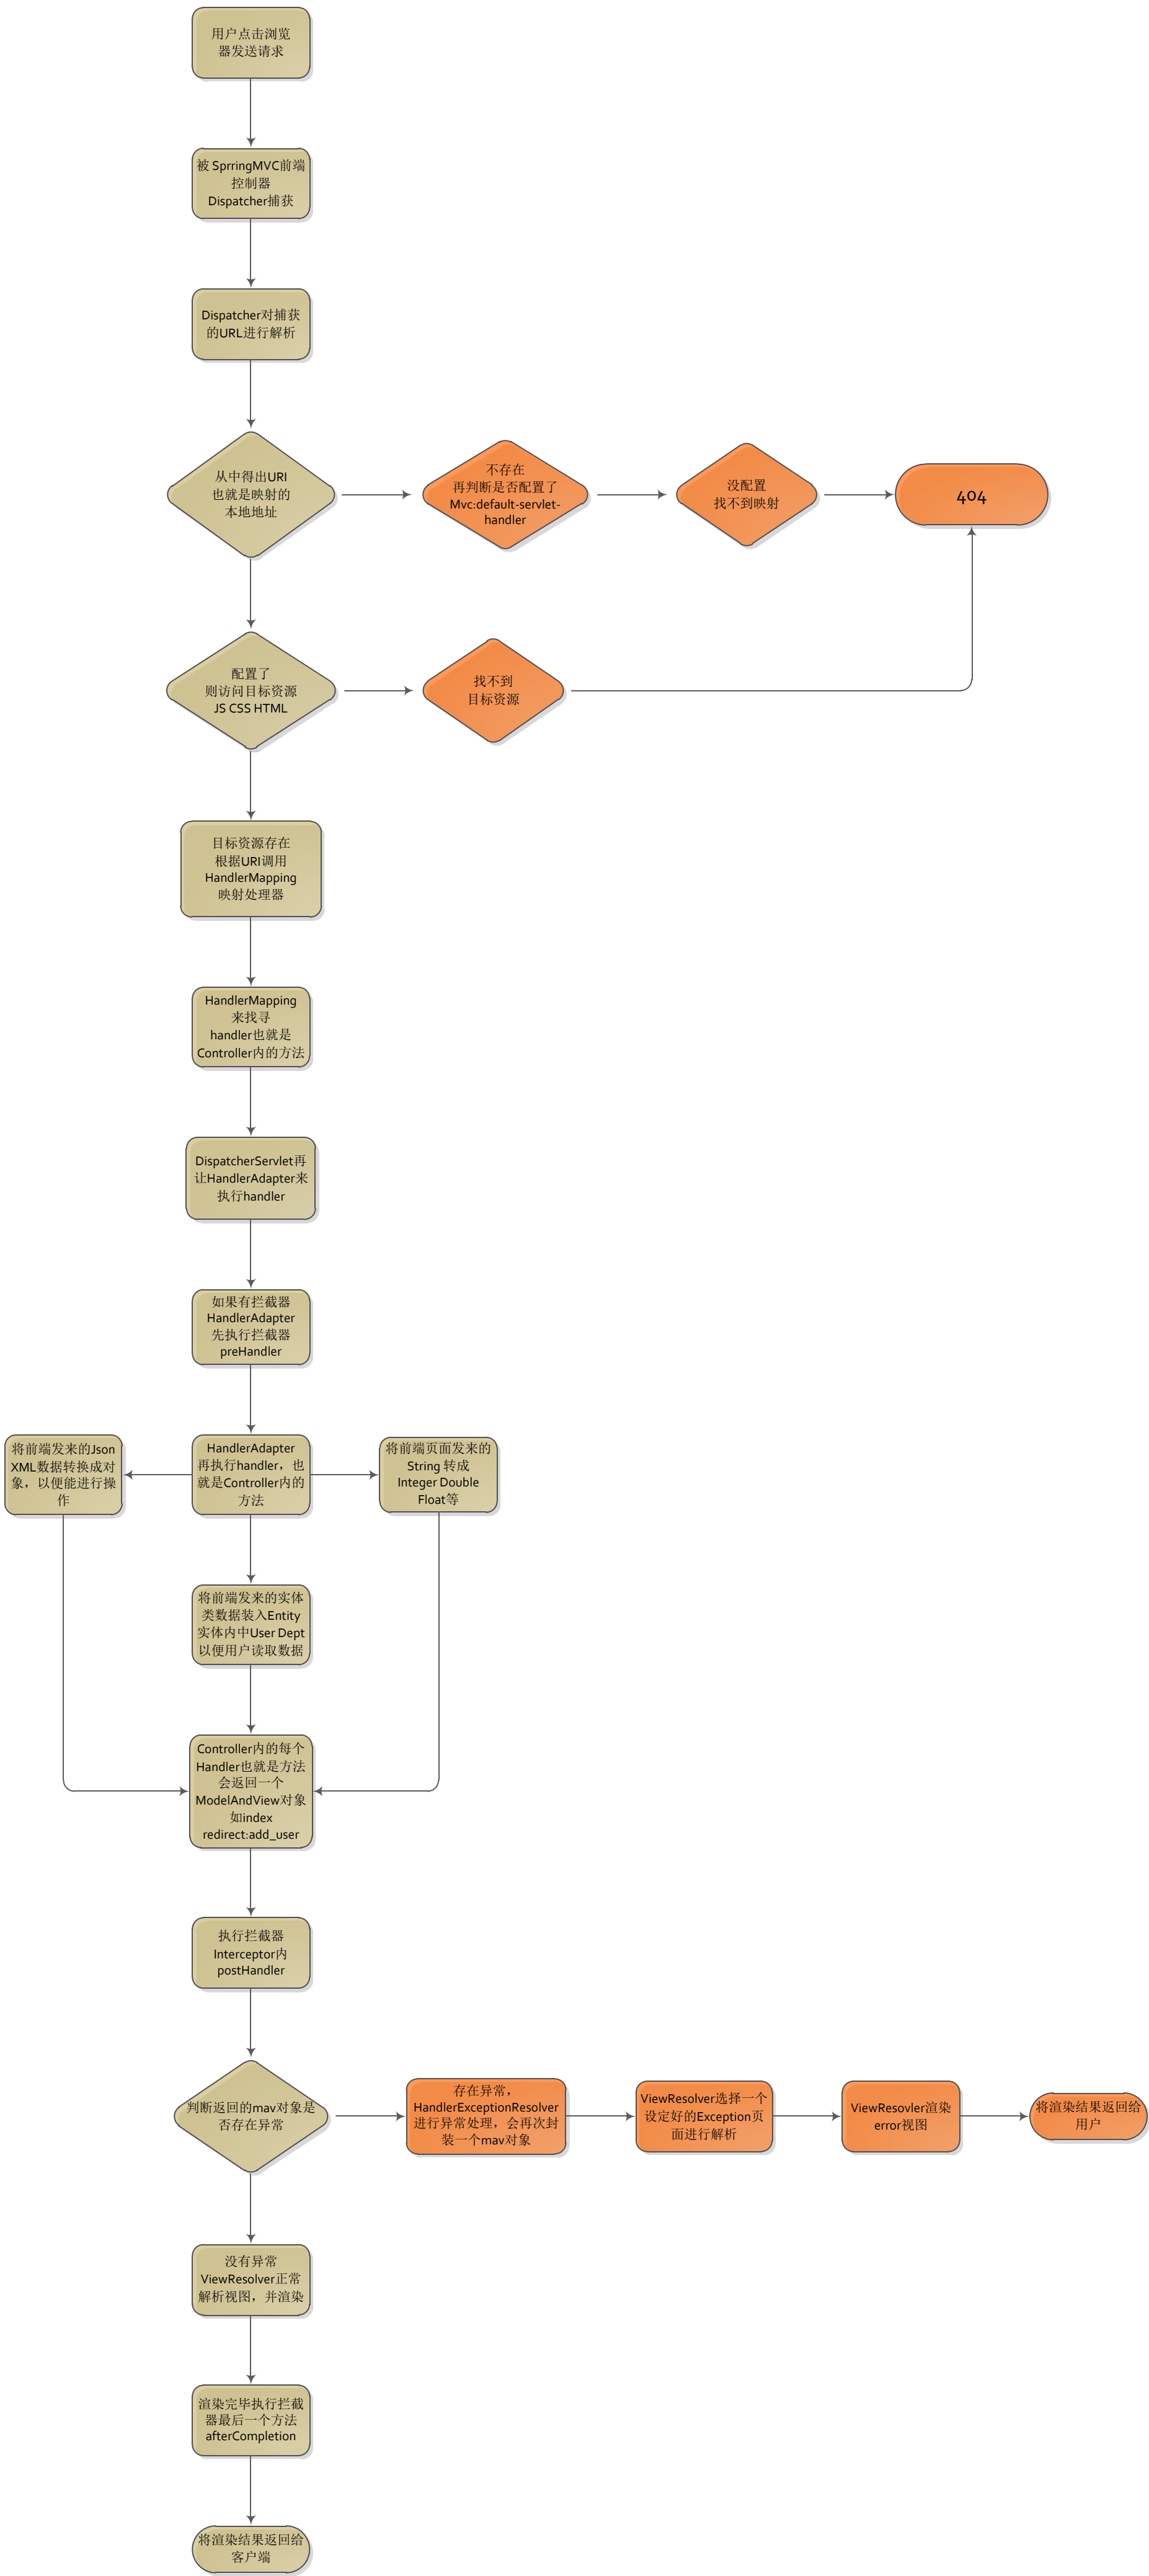 用户点击浏览
器发送请求
被 SprringMVC前端
控制器
Dispatcher捕获
Dispatcher对捕获
的URL进行解析
从中得出URI
也就是映射的
本地地址
不存在
再判断是否配置了
Mvc:default-servlet-
handler
没配置
找不到映射
404
配置了
则访问目标资源
JS CSS HTML
找不到
目标资源
目标资源存在
根据URI调用
HandlerMapping
映射处理器
HandlerMapping
来找寻
handler也就是
Controller内的方法
DispatcherServlet再
让HandlerAdapter来
执行handler
如果有拦截器
HandlerAdapter
先执行拦截器
preHandler
将前端发来的Json
XML数据转换成对
象，以便能进行操
作
HandlerAdapter
再执行handler，也
就是Controller内的
方法
将前端页面发来的
String 转成
Integer Double
Float等
将前端发来的实体
类数据装入Entity
实体内中User Dept
以便用户读取数据
Controller内的每个
Handler也就是方法
会返回一个
ModelAndView对象
如index
redirect:add_user
执行拦截器
Interceptor内
postHandler
判断返回的mav对象是
否存在异常
存在异常，
HandlerExceptionResolver
进行异常处理，会再次封
装一个mav对象
ViewResolver选择一个
设定好的Exception页
面进行解析
ViewResovler渲染
error视图
将渲染结果返回给
用户
没有异常
ViewResolver正常
解析视图，并渲染
渲染完毕执行拦截
器最后一个方法
afterCompletion
将渲染结果返回给
客户端